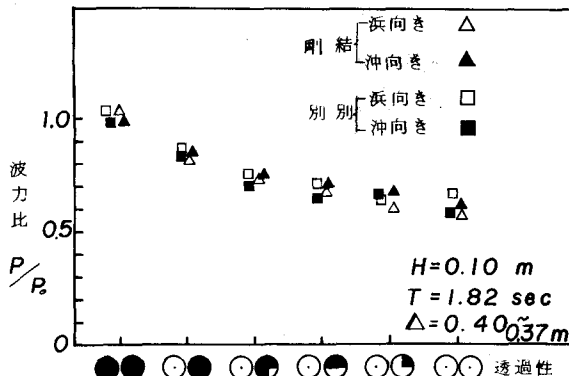 剛結 浜向き △
沖向き ▲
別別 浜向き □
沖向き ■
波力比 P/P₀
1.0
0.5
0
H=0.10 m
T=1.82 sec
△=0.40~0.37m
透過性